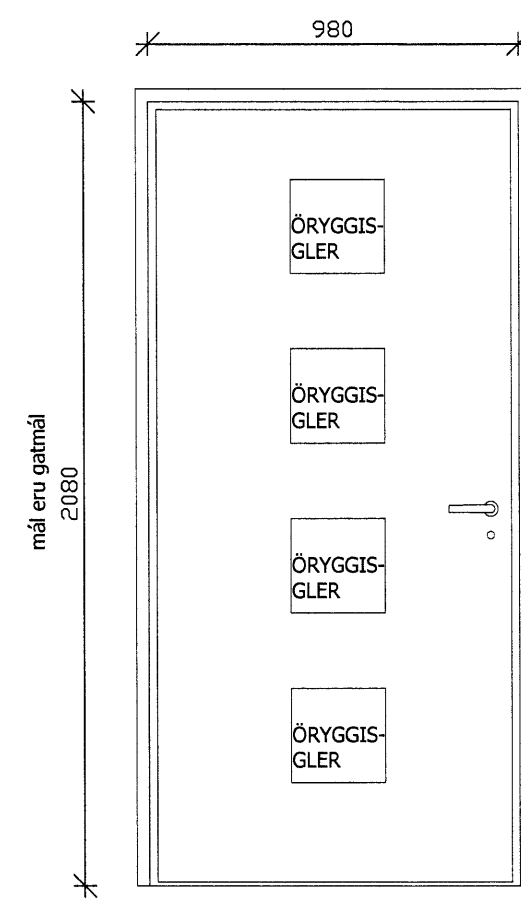 980
ÖRYGGIS-
GLER
ÖRYGGIS-
GLER
mál eru gatmál
2080
ÖRYGGIS-
GLER
ÖRYGGIS-
GLER